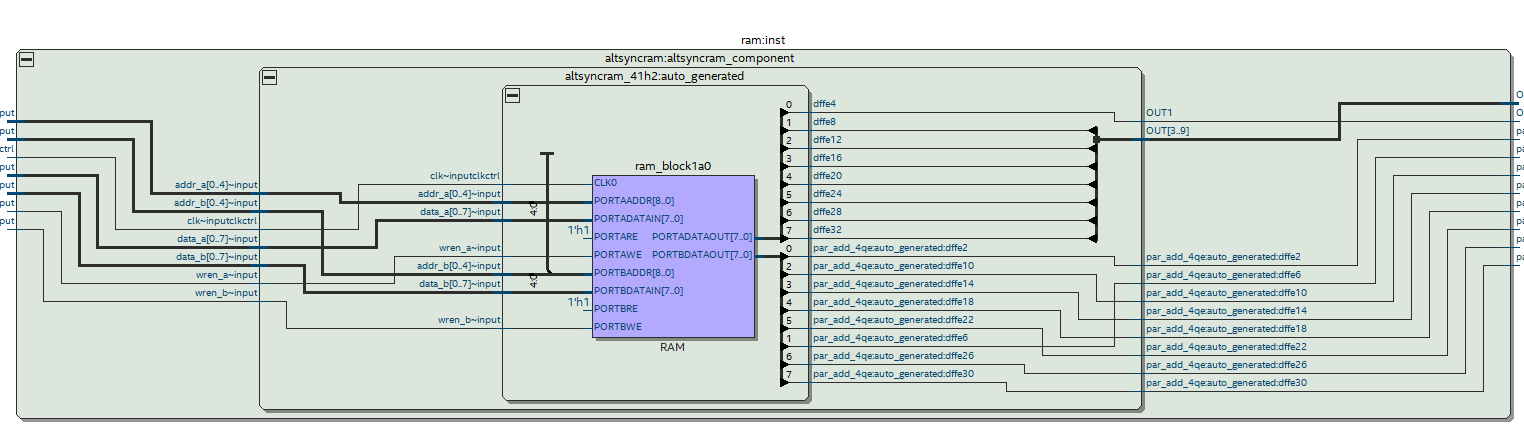 ram:inst
altsyncram:altsyncram_component
altsyncram_41h2:auto_generated
put
put
ctrl
put
put
put
put
addr_a[0..4]~input
addr_b[0..4]~input
clk~inputclkctrl
data_a[0..7]~input
data_b[0..7]~input
wren_a~input
wren_b~input
clk~inputclkctrl
addr_a[0..4]~input
data_a[0..7]~input
wren_a~input
addr_b[0..4]~input
data_b[0..7]~input
wren_b~input
4:0
4:0
1'h1
1'h1
ram_block1a0
CLK0
PORTAADDR[8..0]
PORTADATAIN[7..0]
PORTARE PORTADATAOUT[7..0]
PORTAWE PORTBDATAOUT[7..0]
PORTBADDR[8..0]
PORTBDATAIN[7..0]
PORTBRE
PORTBWE
RAM
0 dffe4
1 dffe8
2 dffe12
3 dffe16
4 dffe20
5 dffe24
6 dffe28
7 dffe32
0 par_add_4qe:auto_generated:dffe2
2 par_add_4qe:auto_generated:dffe10
3 par_add_4qe:auto_generated:dffe14
4 par_add_4qe:auto_generated:dffe18
5 par_add_4qe:auto_generated:dffe22
1 par_add_4qe:auto_generated:dffe6
6 par_add_4qe:auto_generated:dffe26
7 par_add_4qe:auto_generated:dffe30
OUT1
OUT[3..9]
par_add_4qe:auto_generated:dffe2
par_add_4qe:auto_generated:dffe6
par_add_4qe:auto_generated:dffe10
par_add_4qe:auto_generated:dffe14
par_add_4qe:auto_generated:dffe18
par_add_4qe:auto_generated:dffe22
par_add_4qe:auto_generated:dffe26
par_add_4qe:auto_generated:dffe30
O
O
pa
pa
pa
pa
pa
pa
pa
pa